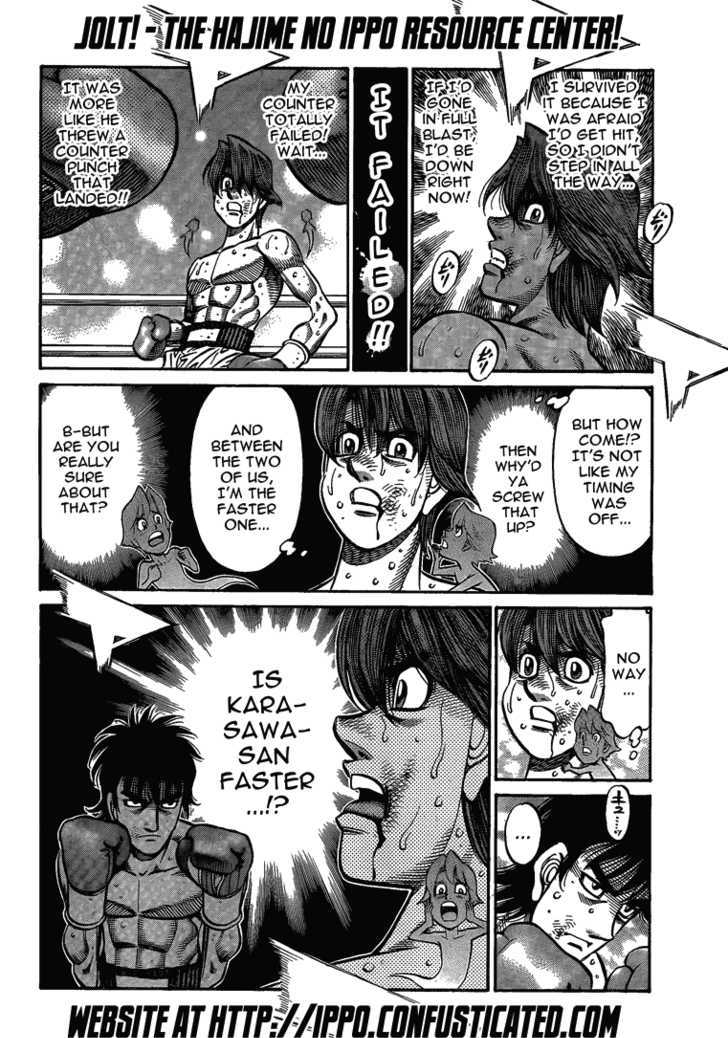 JOLT! - THE HAJIME NO IPPO RESOURCE CENTER!
I SURVIVED
IT BECAUSE I
WAS AFRAID
I'D GET HIT,
SO I DIDN'T
STEP IN ALL
THE WAY...
IF I'D
GONE
IN FULL
BLAST,
I'D BE
DOWN
RIGHT
NOW!
IT FAILED!!
MY
COUNTER
TOTALLY
FAILED!
WAIT...
IT WAS
MORE
LIKE HE
THREW A
COUNTER
PUNCH
THAT
LANDED!!
BUT HOW
COME!?
IT'S NOT
LIKE MY
TIMING
WAS
OFF...
THEN
WHY'D
YA
SCREW
THAT
UP?
AND
BETWEEN
THE TWO
OF US,
I'M THE
FASTER
ONE...
B-BUT
ARE YOU
REALLY
SURE
ABOUT
THAT?
NO
WAY
...
...
IS
KARA-
SAWA-
SAN
FASTER
...!?
WEBSITE AT HTTP://IPPO.CONFUSTICATED.COM